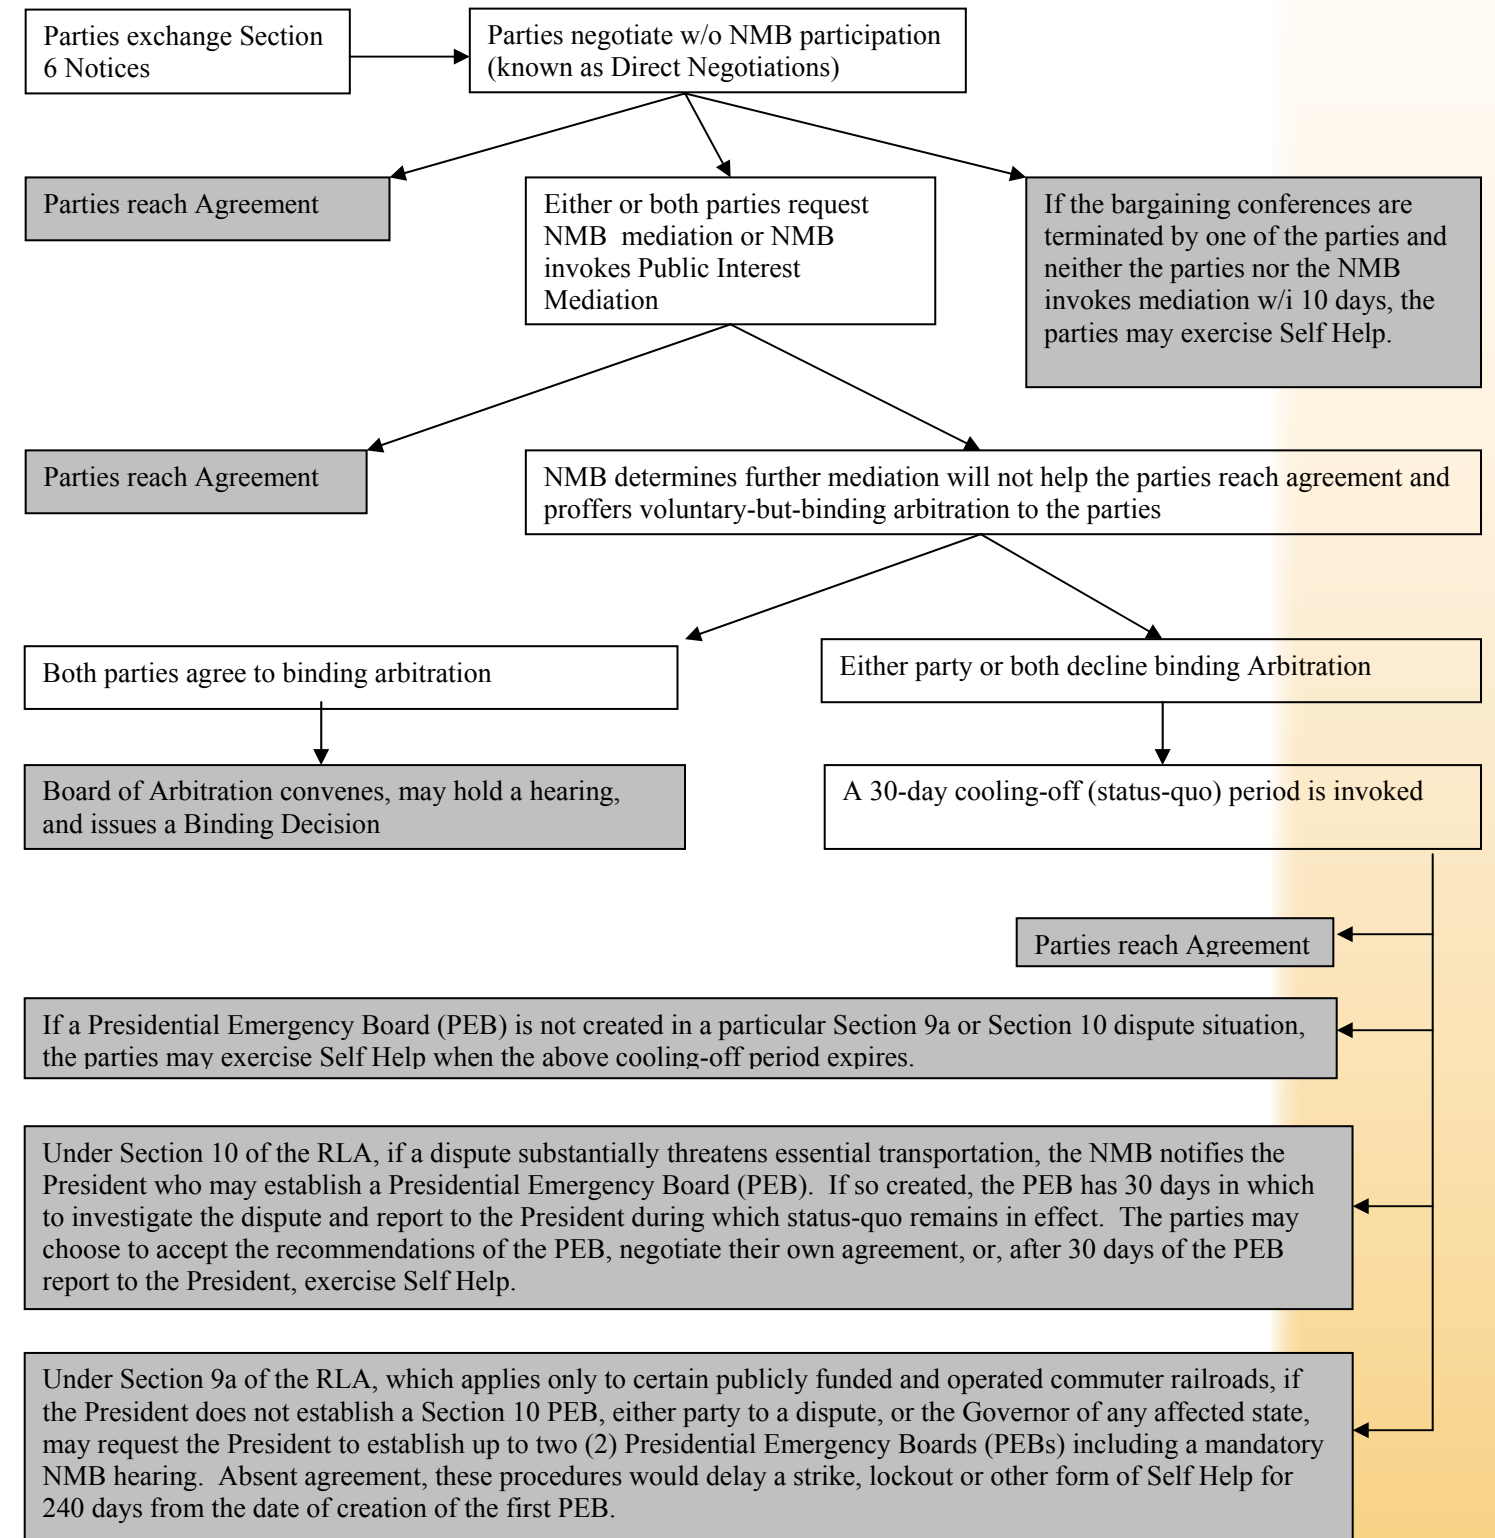 Parties exchange Section
6 Notices
Parties negotiate w/o NMB participation
(known as Direct Negotiations)
Parties reach Agreement
Either or both parties request
NMB  mediation or NMB
invokes Public Interest
Mediation
If the bargaining conferences are
terminated by one of the parties and
neither the parties nor the NMB
invokes mediation w/i 10 days, the
parties may exercise Self Help.
Parties reach Agreement
NMB determines further mediation will not help the parties reach agreement and
proffers voluntary-but-binding arbitration to the parties
Both parties agree to binding arbitration
Either party or both decline binding Arbitration
Board of Arbitration convenes, may hold a hearing,
and issues a Binding Decision
A 30-day cooling-off (status-quo) period is invoked
Parties reach Agreement
If a Presidential Emergency Board (PEB) is not created in a particular Section 9a or Section 10 dispute situation,
the parties may exercise Self Help when the above cooling-off period expires.
Under Section 10 of the RLA, if a dispute substantially threatens essential transportation, the NMB notifies the
President who may establish a Presidential Emergency Board (PEB).  If so created, the PEB has 30 days in which
to investigate the dispute and report to the President during which status-quo remains in effect.  The parties may
choose to accept the recommendations of the PEB, negotiate their own agreement, or, after 30 days of the PEB
report to the President, exercise Self Help.
Under Section 9a of the RLA, which applies only to certain publicly funded and operated commuter railroads, if
the President does not establish a Section 10 PEB, either party to a dispute, or the Governor of any affected state,
may request the President to establish up to two (2) Presidential Emergency Boards (PEBs) including a mandatory
NMB hearing.  Absent agreement, these procedures would delay a strike, lockout or other form of Self Help for
240 days from the date of creation of the first PEB.